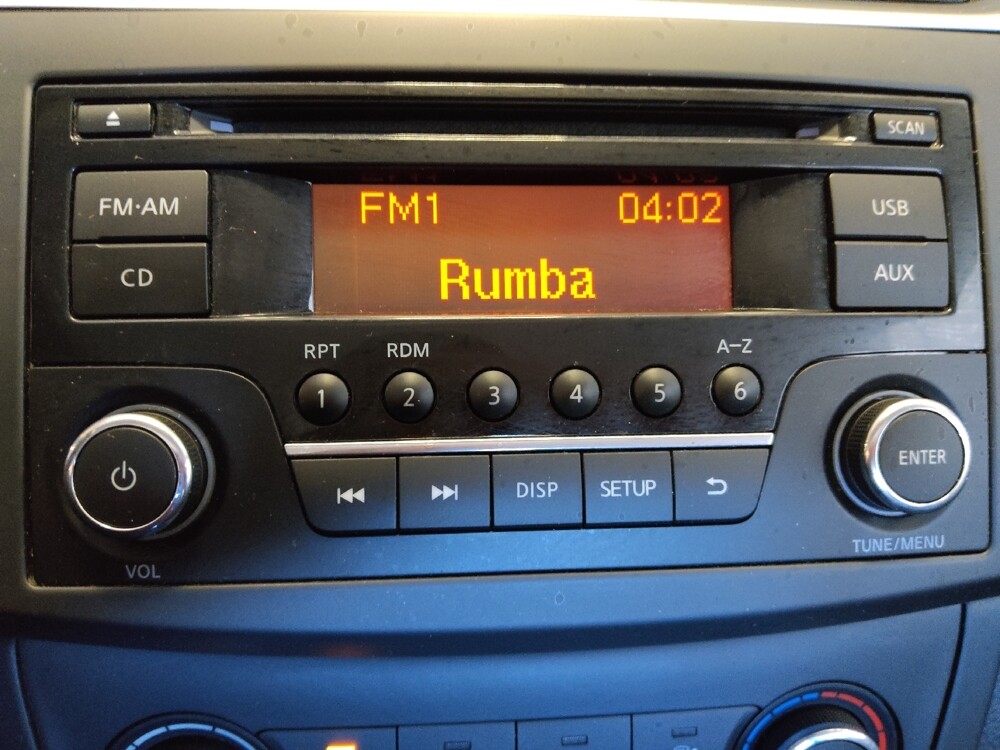 SCAN
FM·AM
FM1 04:02
USB
CD
Rumba
AUX
RPT RDM A–Z
1 2 3 4 5 6
DISP SETUP
ENTER
VOL
TUNE/MENU